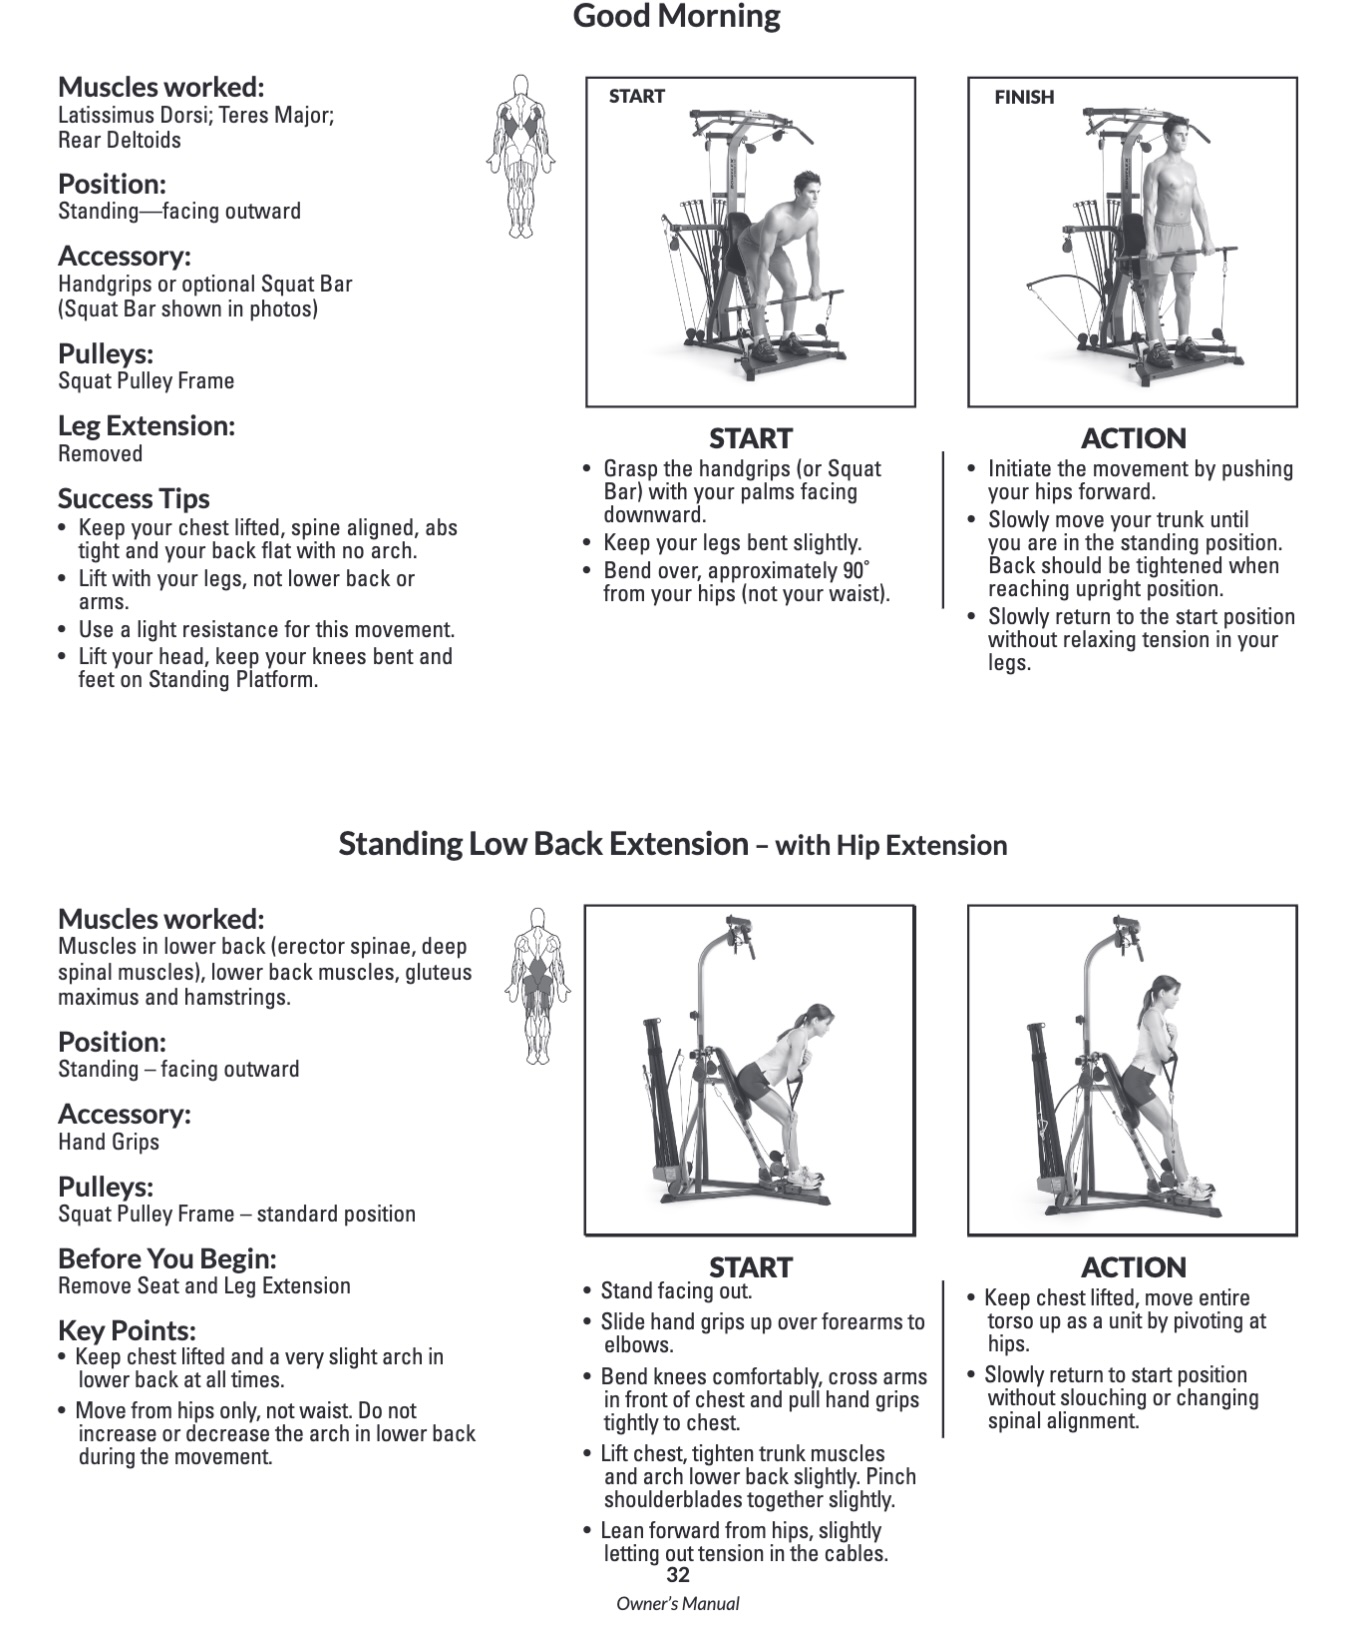 Good Morning
Muscles worked:
Latissimus Dorsi; Teres Major;
Rear Deltoids
Position:
Standing—facing outward
Accessory:
Handgrips or optional Squat Bar
(Squat Bar shown in photos)
Pulleys:
Squat Pulley Frame
Leg Extension:
Removed
Success Tips
• Keep your chest lifted, spine aligned, abs
tight and your back flat with no arch.
• Lift with your legs, not lower back or
arms.
• Use a light resistance for this movement.
• Lift your head, keep your knees bent and
feet on Standing Platform.
START
FINISH
START
• Grasp the handgrips (or Squat
Bar) with your palms facing
downward.
• Keep your legs bent slightly.
• Bend over, approximately 90˚
from your hips (not your waist).
ACTION
• Initiate the movement by pushing
your hips forward.
• Slowly move your trunk until
you are in the standing position.
Back should be tightened when
reaching upright position.
• Slowly return to the start position
without relaxing tension in your
legs.
Standing Low Back Extension – with Hip Extension
Muscles worked:
Muscles in lower back (erector spinae, deep
spinal muscles), lower back muscles, gluteus
maximus and hamstrings.
Position:
Standing – facing outward
Accessory:
Hand Grips
Pulleys:
Squat Pulley Frame – standard position
Before You Begin:
Remove Seat and Leg Extension
Key Points:
• Keep chest lifted and a very slight arch in
lower back at all times.
• Move from hips only, not waist. Do not
increase or decrease the arch in lower back
during the movement.
START
• Stand facing out.
• Slide hand grips up over forearms to
elbows.
• Bend knees comfortably, cross arms
in front of chest and pull hand grips
tightly to chest.
• Lift chest, tighten trunk muscles
and arch lower back slightly. Pinch
shoulderblades together slightly.
• Lean forward from hips, slightly
letting out tension in the cables.
ACTION
• Keep chest lifted, move entire
torso up as a unit by pivoting at
hips.
• Slowly return to start position
without slouching or changing
spinal alignment.
32
Owner's Manual